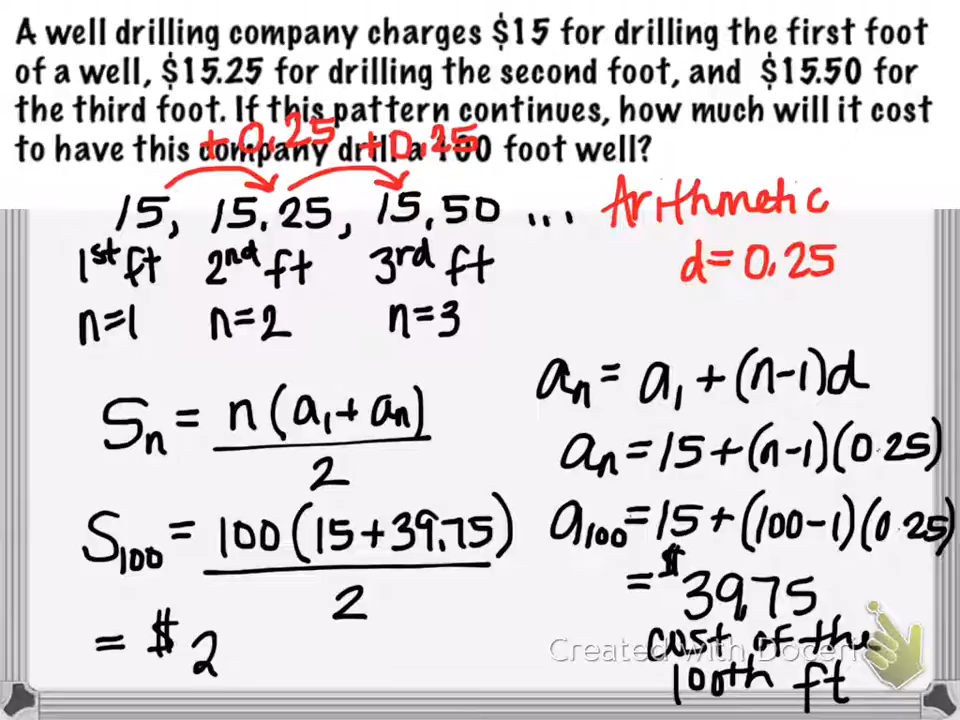 A well drilling company charges $15 for drilling the first foot
of a well, $15.25 for drilling the second foot, and $15.50 for
the third foot. If this pattern continues, how much will it cost
+0.25 +0.25
to have this company drill a 100 foot well?
15, 15.25, 15.50 ... Arithmetic
1st ft 2nd ft 3rd ft d=0.25
n=1 n=2 n=3
Sn = n(a1+an)/2
S100 = 100(15+39.75)/2
= $2
an = a1+(n-1)d
an = 15+(n-1)(0.25)
a100 = 15+(100-1)(0.25)
= $39.75
cost of the
100th ft
Created with Doceri